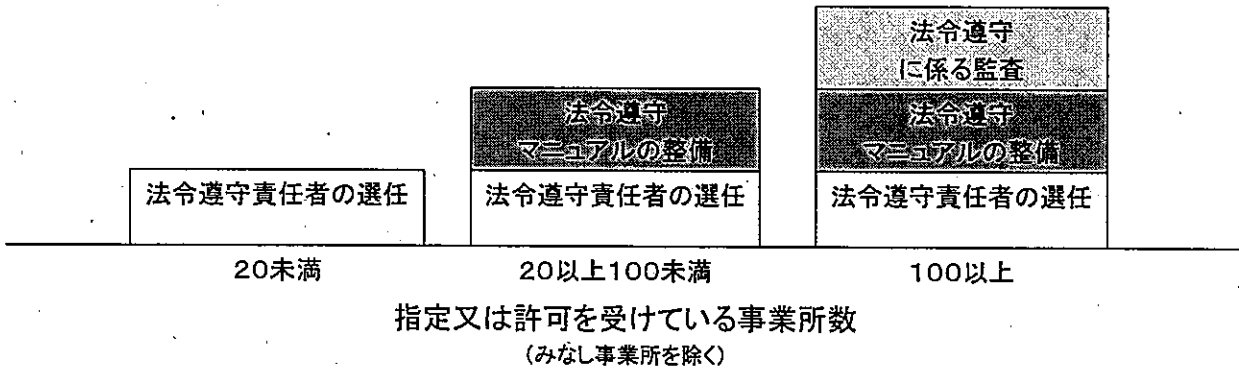 法令遵守
に係る監査
法令遵守
マニュアルの整備
法令遵守
マニュアルの整備
法令遵守責任者の選任
法令遵守責任者の選任
法令遵守責任者の選任
20未満
20以上100未満
100以上
指定又は許可を受けている事業所数
(みなし事業所を除く)